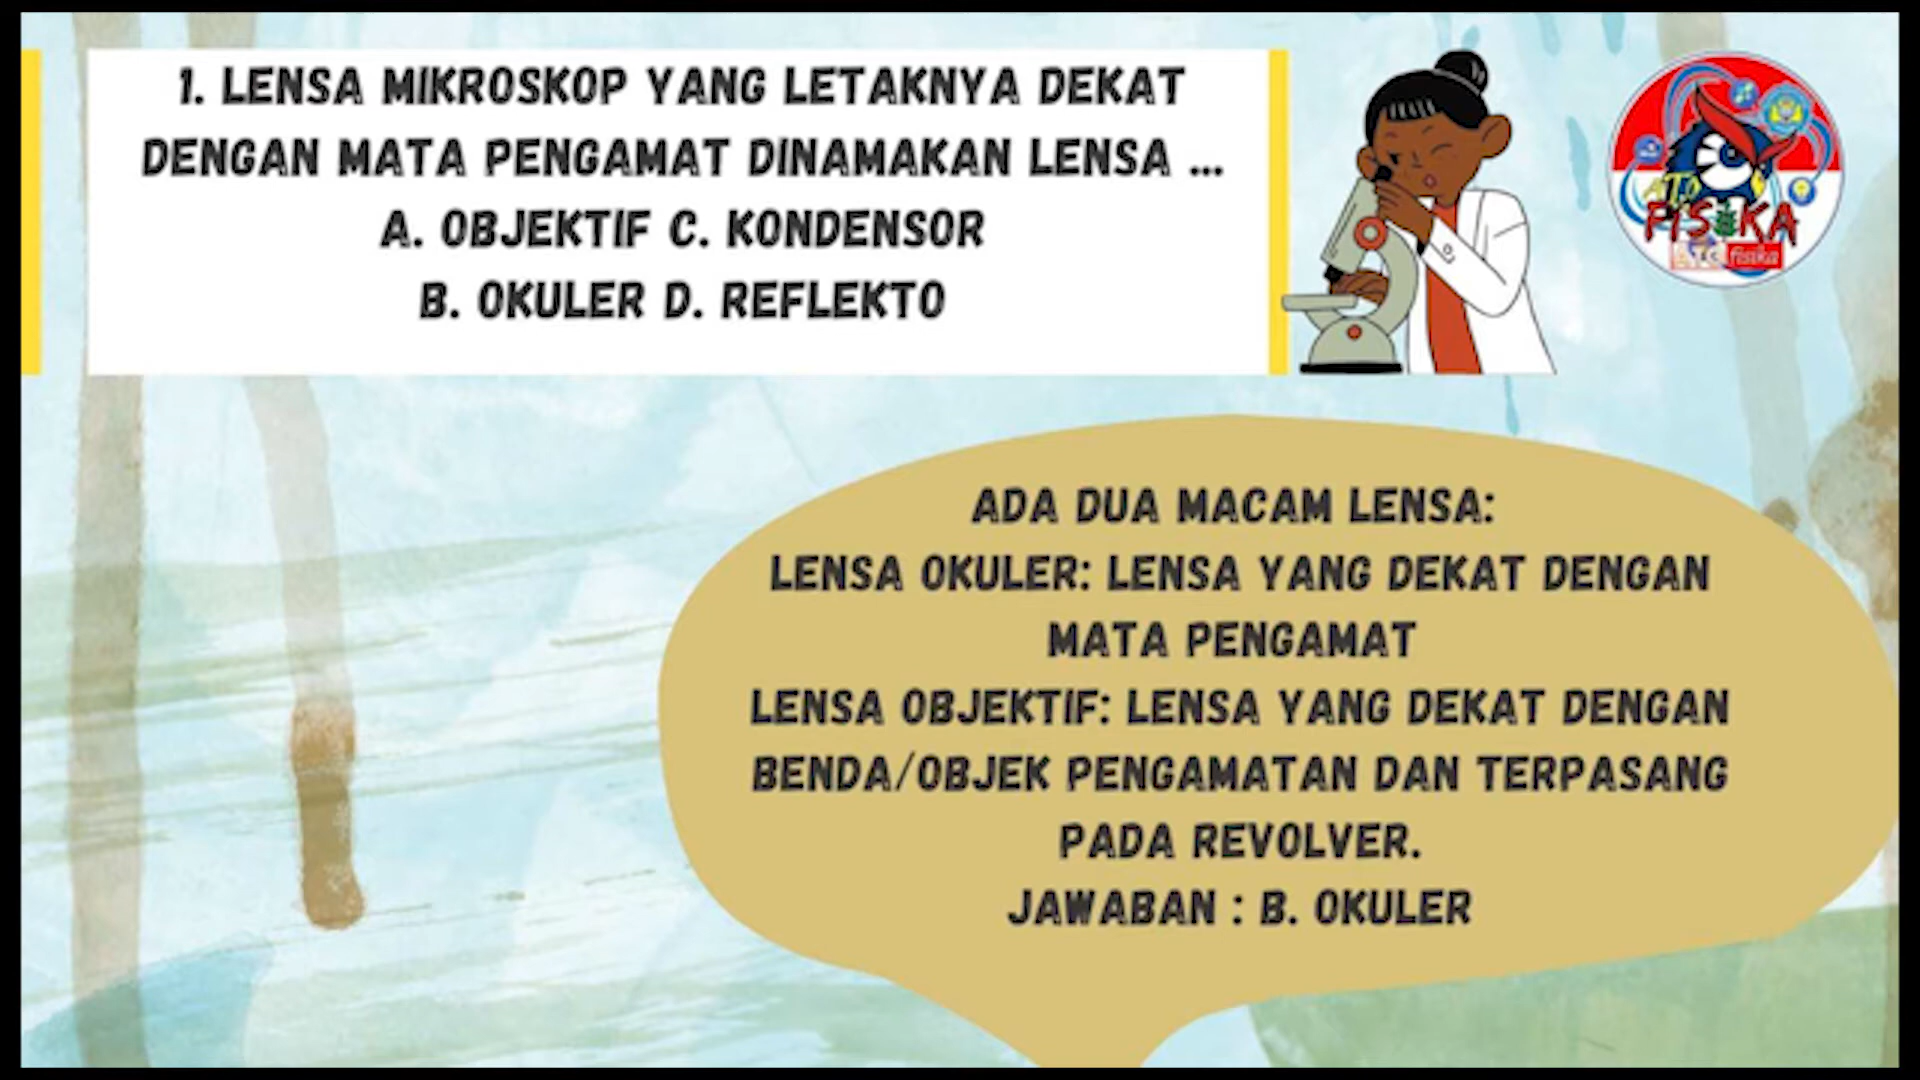 1. LENSA MIKROSKOP YANG LETAKNYA DEKAT
DENGAN MATA PENGAMAT DINAMAKAN LENSA ...
A. OBJEKTIF C. KONDENSOR
B. OKULER D. REFLEKTO
FISIKA
fisika
ADA DUA MACAM LENSA:
LENSA OKULER: LENSA YANG DEKAT DENGAN
MATA PENGAMAT
LENSA OBJEKTIF: LENSA YANG DEKAT DENGAN
BENDA/OBJEK PENGAMATAN DAN TERPASANG
PADA REVOLVER.
JAWABAN : B. OKULER